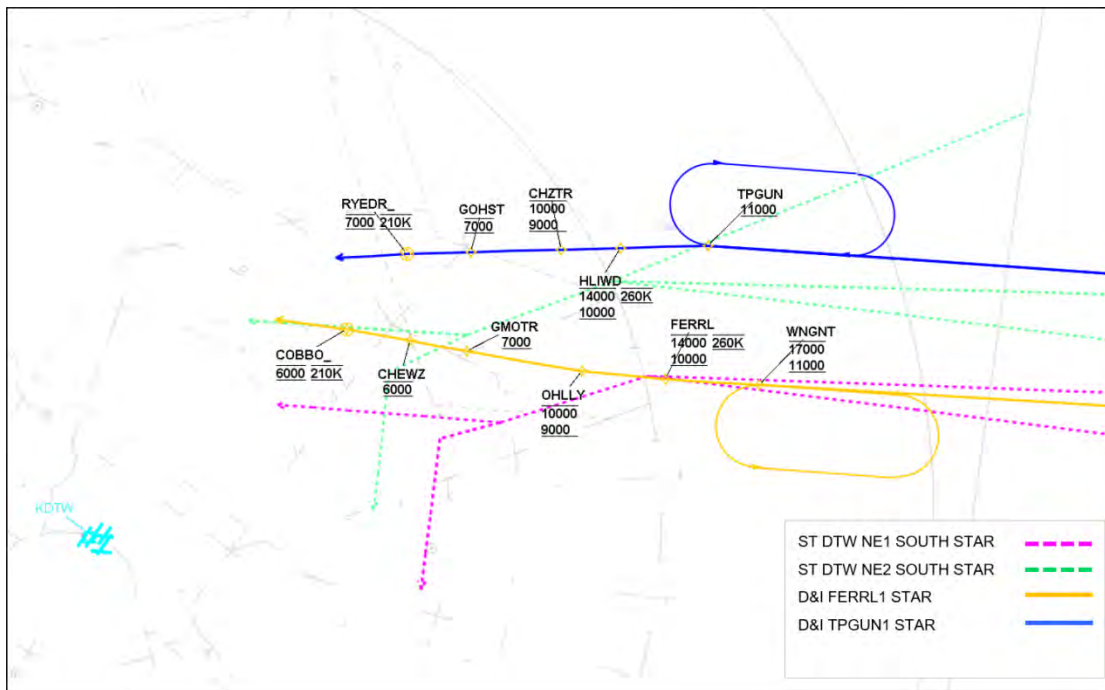 RYEDR_
7000 210K
GOHST
7000
CHZTR
10000
9000
TPGUN
11000
HLIWD
14000 260K
10000
GMOTR
7000
FERRL
14000 260K
10000
WNGNT
17000
11000
COBBO_
6000 210K
CHEWZ
6000
OHLLY
10000
9000
KDTW
ST DTW NE1 SOUTH STAR
ST DTW NE2 SOUTH STAR
D&I FERRL1 STAR
D&I TPGUN1 STAR